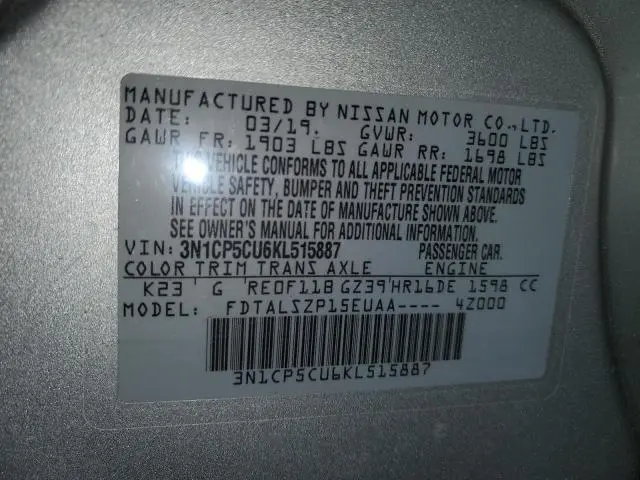 MANUFACTURED BY NISSAN MOTOR CO.,LTD.
DATE: 03/19. GVWR: 3600 LBS
GAWR FR: 1903 LBS GAWR RR: 1698 LBS
THIS VEHICLE CONFORMS TO ALL APPLICABLE FEDERAL MOTOR
VEHICLE SAFETY, BUMPER AND THEFT PREVENTION STANDARDS
IN EFFECT ON THE DATE OF MANUFACTURE SHOWN ABOVE.
SEE OWNER'S MANUAL FOR ADDITIONAL INFORMATION.
VIN: 3N1CP5CU6KL515887 PASSENGER CAR.
COLOR TRIM TRANS AXLE ENGINE
K23 G RE0F11B GZ39 HR16DE 1598 CC
MODEL: FDTALSZP15EUAA---- 4Z000
3N1CP5CU6KL515887